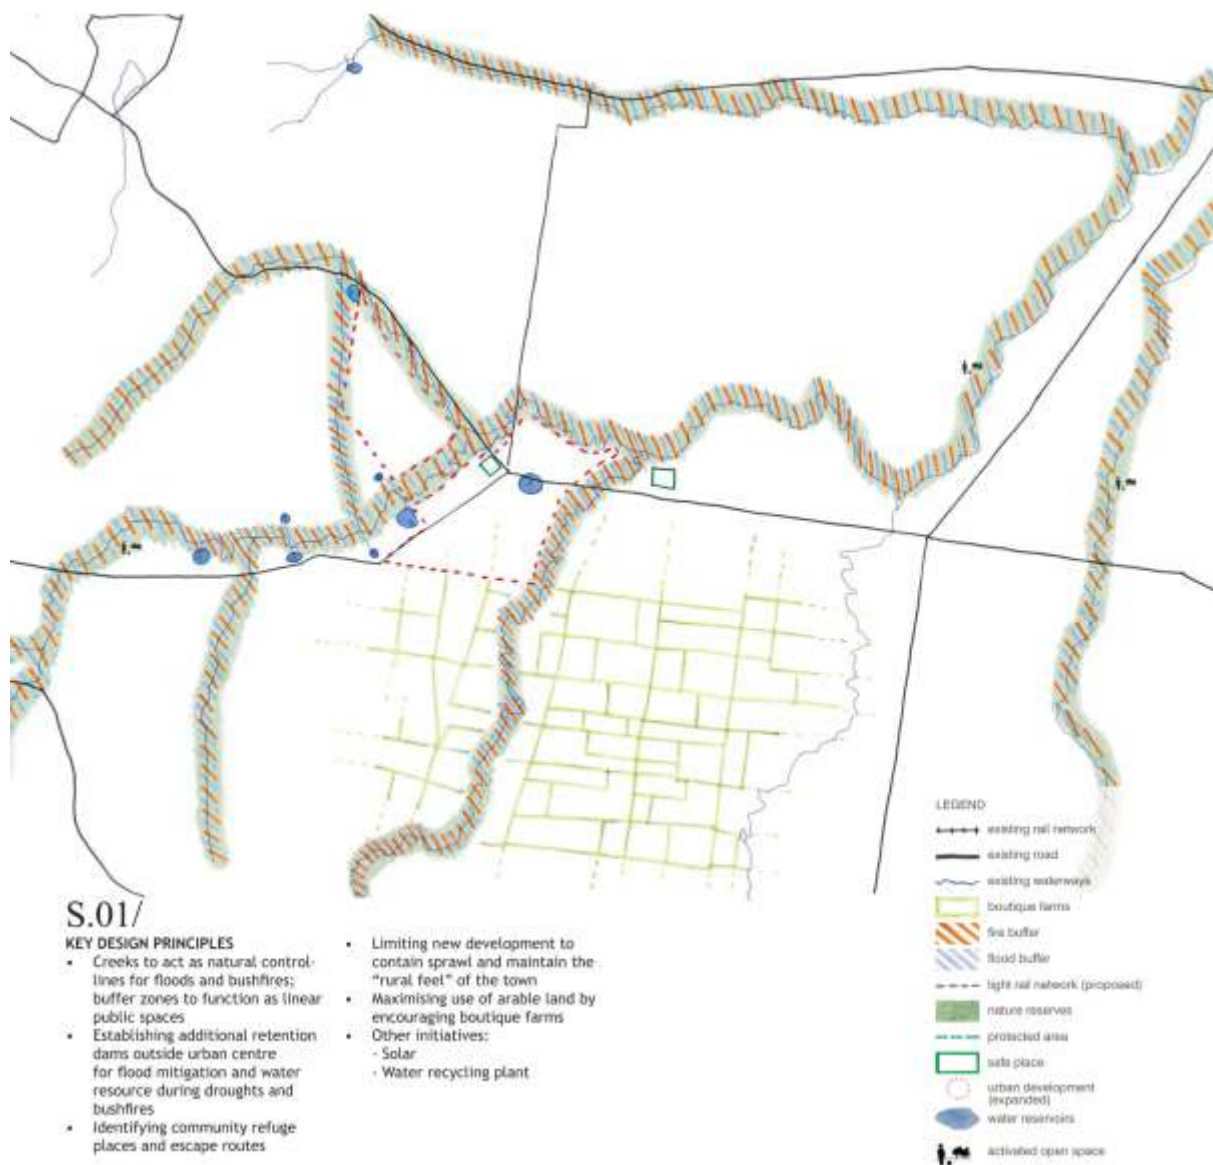 S.01/
KEY DESIGN PRINCIPLES
• Creeks to act as natural control-
lines for floods and bushfires;
buffer zones to function as linear
public spaces
• Establishing additional retention
dams outside urban centre
for flood mitigation and water
resource during droughts and
bushfires
• Identifying community refuge
places and escape routes
• Limiting new development to
contain sprawl and maintain the
"rural feel" of the town
• Maximising use of arable land by
encouraging boutique farms
• Other initiatives:
- Solar
- Water recycling plant
LEGEND
existing rail network
existing road
existing waterways
boutique farms
fire buffer
flood buffer
light rail network (proposed)
nature reserves
protected area
safe place
urban development
(expanded)
water reservoirs
activated open space